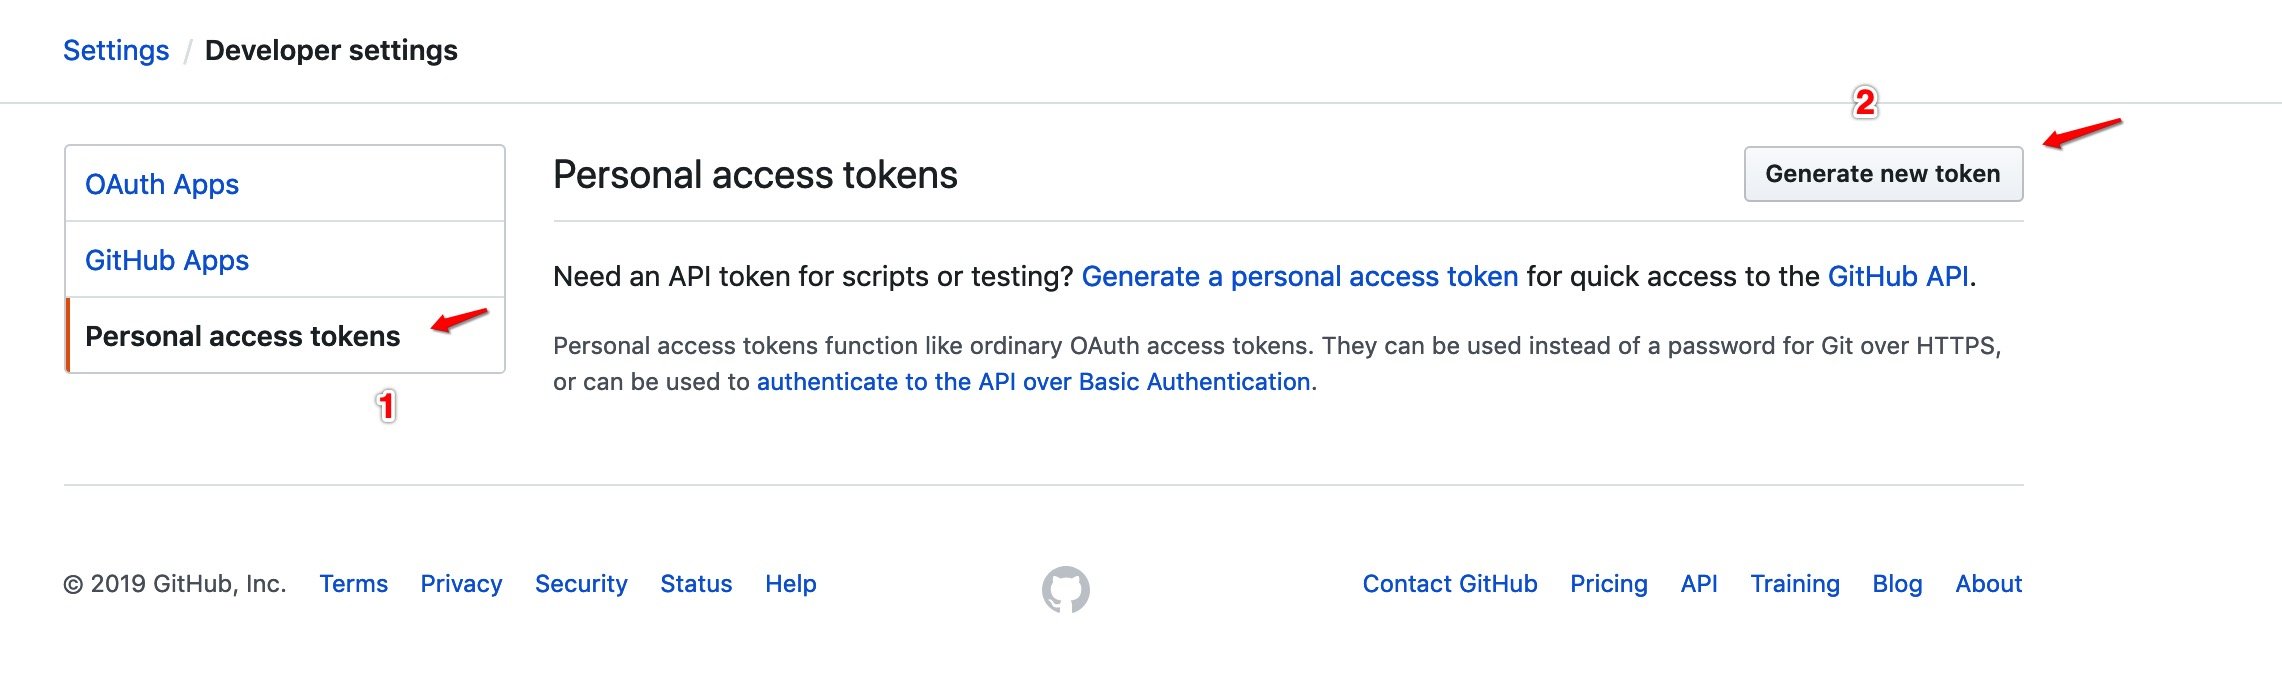 Settings / Developer settings
2
OAuth Apps
GitHub Apps
Personal access tokens
1
Personal access tokens
Generate new token
Need an API token for scripts or testing? Generate a personal access token for quick access to the GitHub API.
Personal access tokens function like ordinary OAuth access tokens. They can be used instead of a password for Git over HTTPS,
or can be used to authenticate to the API over Basic Authentication.
© 2019 GitHub, Inc. Terms Privacy Security Status Help Contact GitHub Pricing API Training Blog About